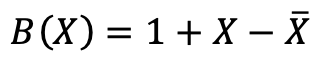 B(X) = 1 + X − X̄